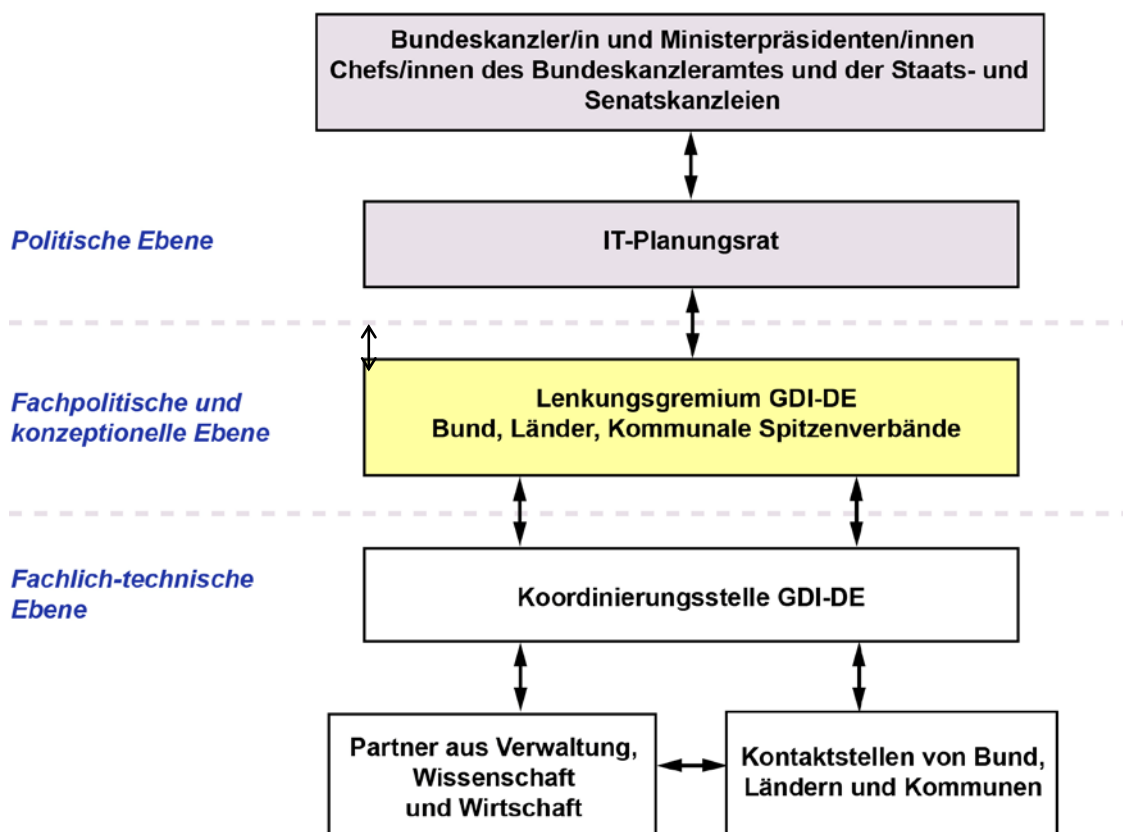 Bundeskanzler/in und Ministerpräsidenten/innen
Chefs/innen des Bundeskanzleramtes und der Staats- und
Senatskanzleien
Politische Ebene
IT-Planungsrat
Fachpolitische und
konzeptionelle Ebene
Lenkungsgremium GDI-DE
Bund, Länder, Kommunale Spitzenverbände
Fachlich-technische
Ebene
Koordinierungsstelle GDI-DE
Partner aus Verwaltung,
Wissenschaft
und Wirtschaft
Kontaktstellen von Bund,
Ländern und Kommunen